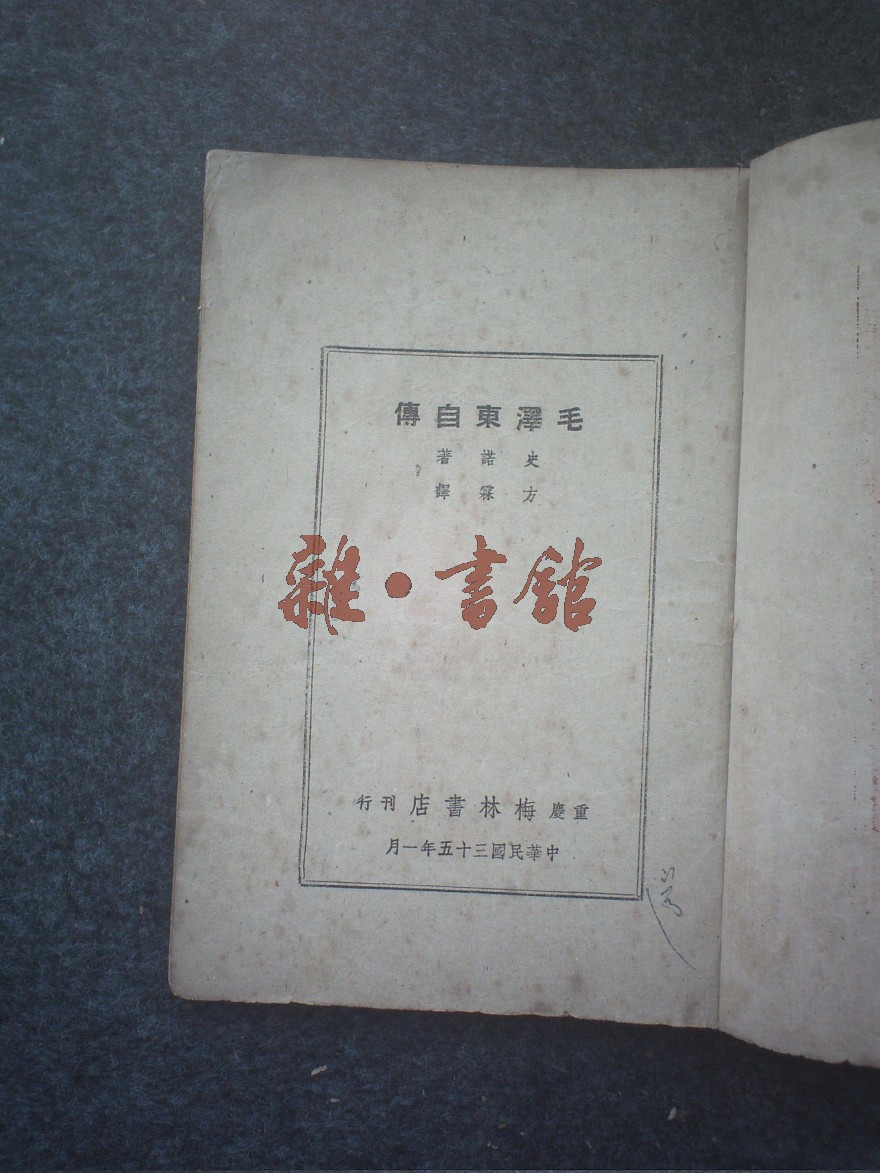 毛澤東自傳
史諾著
方霖譯
雜·書舘
重慶梅林書店刊行
中華民國三十五年一月